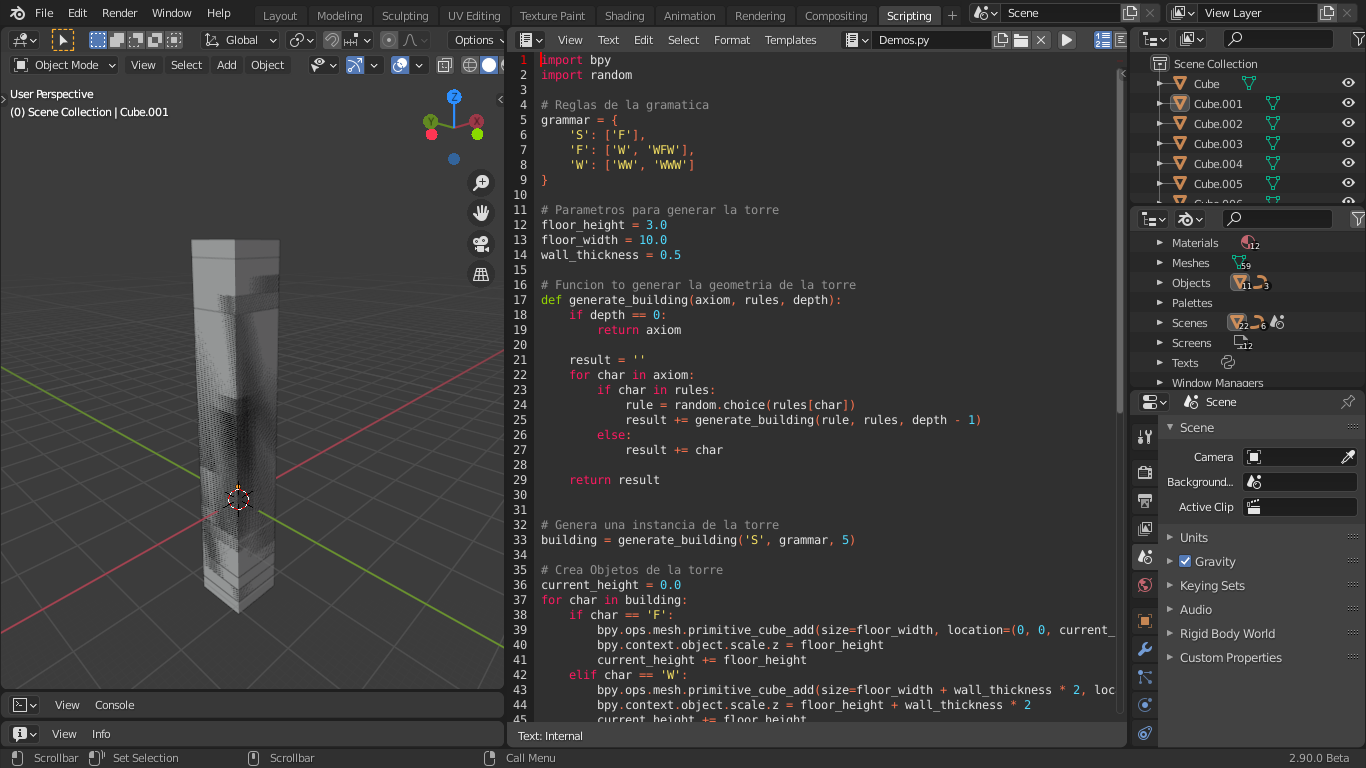 File Edit Render Window Help Layout Modeling Sculpting UV Editing Texture Paint Shading Animation Rendering Compositing Scripting + Scene View Layer
Global Options View Text Edit Select Format Templates Demos.py
Object Mode View Select Add Object
User Perspective
(0) Scene Collection | Cube.001
Z
Y X
1 import bpy
2 import random
3
4 # Reglas de la gramatica
5 grammar = {
6 'S': ['F'],
7 'F': ['W', 'WFW'],
8 'W': ['WW', 'WWW']
9 }
10
11 # Parametros para generar la torre
12 floor_height = 3.0
13 floor_width = 10.0
14 wall_thickness = 0.5
15
16 # Funcion to generar la geometria de la torre
17 def generate_building(axiom, rules, depth):
18 if depth == 0:
19 return axiom
20
21 result = ''
22 for char in axiom:
23 if char in rules:
24 rule = random.choice(rules[char])
25 result += generate_building(rule, rules, depth - 1)
26 else:
27 result += char
28
29 return result
30
31
32 # Genera una instancia de la torre
33 building = generate_building('S', grammar, 5)
34
35 # Crea Objetos de la torre
36 current_height = 0.0
37 for char in building:
38 if char == 'F':
39 bpy.ops.mesh.primitive_cube_add(size=floor_width, location=(0, 0, current_
40 bpy.context.object.scale.z = floor_height
41 current_height += floor_height
42 elif char == 'W':
43 bpy.ops.mesh.primitive_cube_add(size=floor_width + wall_thickness * 2, loc
44 bpy.context.object.scale.z = floor_height + wall_thickness * 2
45 current_height += floor_height
Text: Internal
Scene Collection
Cube
Cube.001
Cube.002
Cube.003
Cube.004
Cube.005
Cube.006
Materials 12
Meshes 59
Objects 11 3
Palettes
Scenes 22 6
Screens 12
Texts
Window Managers
Scene
Scene
Camera
Background...
Active Clip
Units
Gravity
Keying Sets
Audio
Rigid Body World
Custom Properties
View Console
View Info
Scrollbar Set Selection Scrollbar Call Menu 2.90.0 Beta